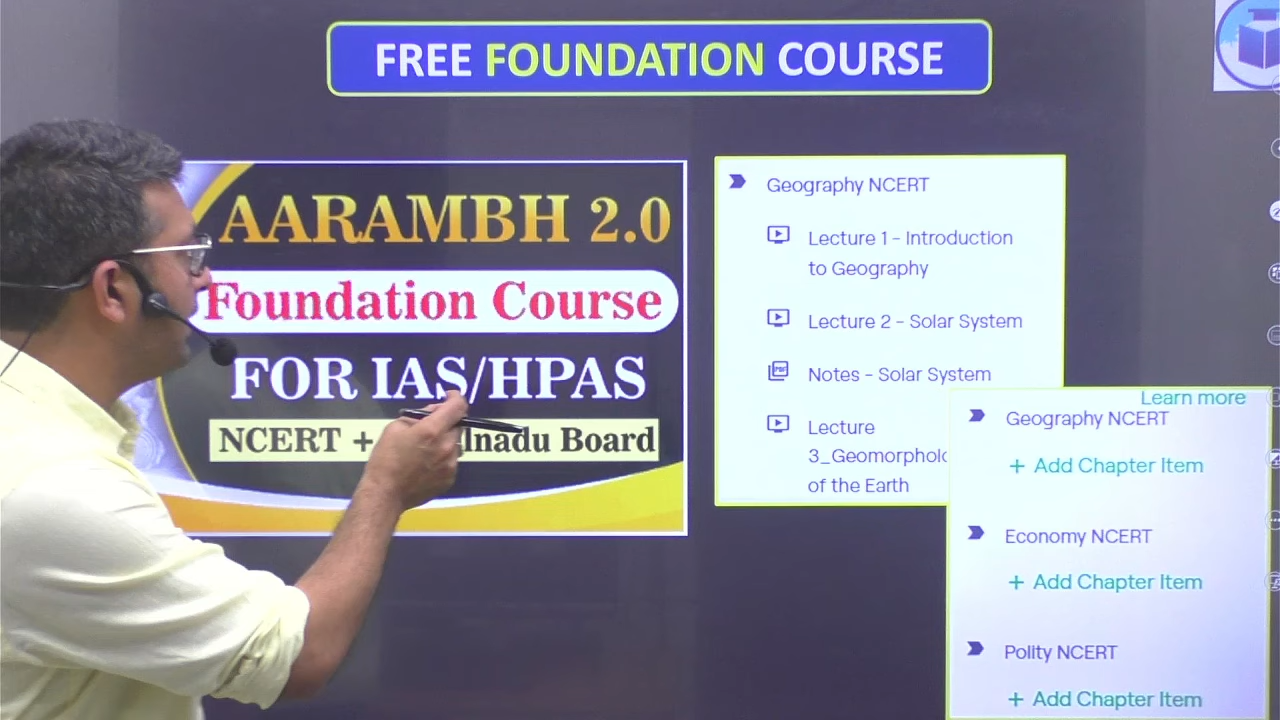 FREE FOUNDATION COURSE
AARAMBH 2.0
Foundation Course
FOR IAS/HPAS
NCERT + lnadu Board
Geography NCERT
Lecture 1 - Introduction
to Geography
Lecture 2 - Solar System
PDF
Notes - Solar System
Lecture
3_Geomorpholo
of the Earth
Learn more
Geography NCERT
+ Add Chapter Item
Economy NCERT
+ Add Chapter Item
Polity NCERT
+ Add Chapter Item